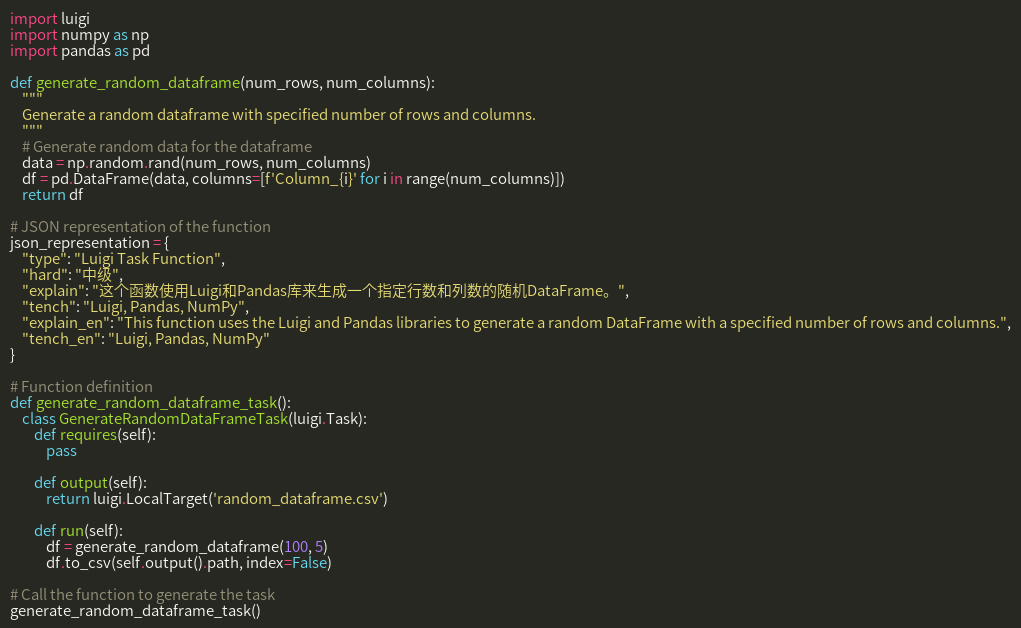 import luigi
import numpy as np
import pandas as pd

def generate_random_dataframe(num_rows, num_columns):
    """
    Generate a random dataframe with specified number of rows and columns.
    """
    # Generate random data for the dataframe
    data = np.random.rand(num_rows, num_columns)
    df = pd.DataFrame(data, columns=[f'Column_{i}' for i in range(num_columns)])
    return df

# JSON representation of the function
json_representation = {
    "type": "Luigi Task Function",
    "hard": "中级",
    "explain": "这个函数使用Luigi和Pandas库来生成一个指定行数和列数的随机DataFrame。",
    "tench": "Luigi, Pandas, NumPy",
    "explain_en": "This function uses the Luigi and Pandas libraries to generate a random DataFrame with a specified number of rows and columns.",
    "tench_en": "Luigi, Pandas, NumPy"
}

# Function definition
def generate_random_dataframe_task():
    class GenerateRandomDataFrameTask(luigi.Task):
        def requires(self):
            pass

        def output(self):
            return luigi.LocalTarget('random_dataframe.csv')

        def run(self):
            df = generate_random_dataframe(100, 5)
            df.to_csv(self.output().path, index=False)

# Call the function to generate the task
generate_random_dataframe_task()